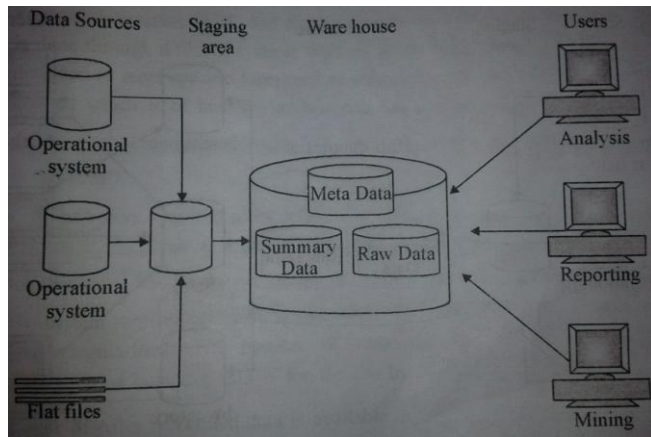 Data Sources
Staging
area
Ware house
Users
Operational
system
Analysis
Meta Data
Summary
Data
Raw Data
Operational
system
Reporting
Flat files
Mining